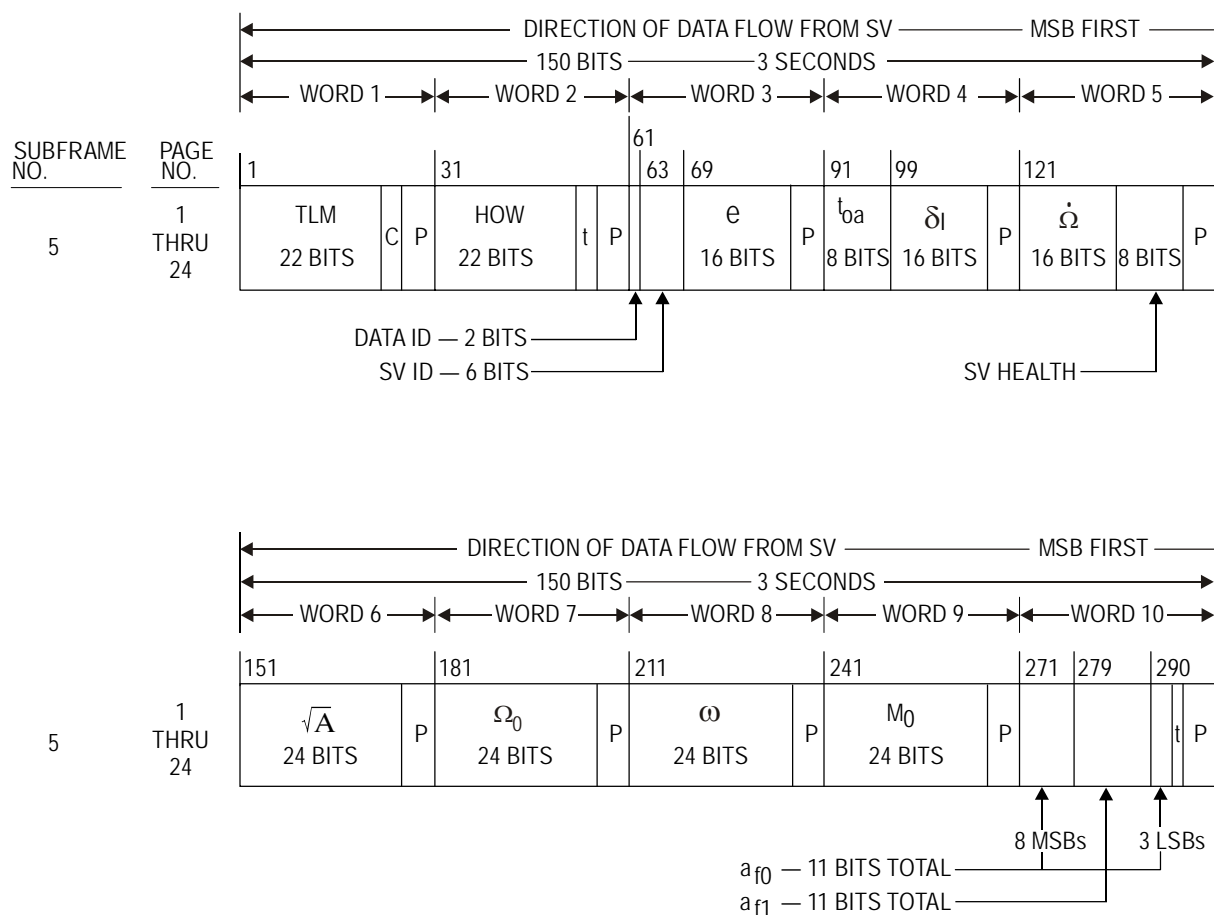 DIRECTION OF DATA FLOW FROM SV MSB FIRST
150 BITS 3 SECONDS
WORD 1 WORD 2 WORD 3 WORD 4 WORD 5
SUBFRAME NO. PAGE NO.
1 31 61 63 69 91 99 121
5
1 THRU 24
TLM 22 BITS
C
P
HOW 22 BITS
t
P
e 16 BITS
P
toa 8 BITS
δI 16 BITS
P
Ω̇ 16 BITS
8 BITS
P
DATA ID — 2 BITS
SV ID — 6 BITS
SV HEALTH
DIRECTION OF DATA FLOW FROM SV MSB FIRST
150 BITS 3 SECONDS
WORD 6 WORD 7 WORD 8 WORD 9 WORD 10
151 181 211 241 271 279 290
5
1 THRU 24
√A 24 BITS
P
Ω0 24 BITS
P
ω 24 BITS
P
M0 24 BITS
P
t
P
8 MSBs 3 LSBs
af0 — 11 BITS TOTAL
af1 — 11 BITS TOTAL